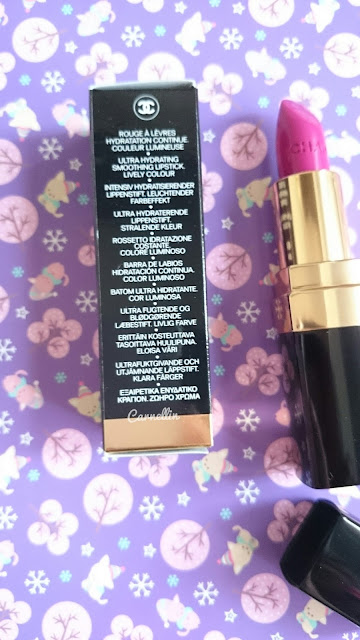 ROUGE À LÈVRES
HYDRATATION CONTINUE.
COULEUR LUMINEUSE
ULTRA HYDRATING
SMOOTHING LIPSTICK.
LIVELY COLOUR
INTENSIV HYDRATISIERENDER
LIPPENSTIFT. LEUCHTENDER
FARBEFFEKT
ULTRA HYDRATERENDE
LIPPENSTIFT.
STRALENDE KLEUR
ROSSETTO IDRATAZIONE
COSTANTE.
COLORE LUMINOSO
BARRA DE LABIOS
HIDRATACIÓN CONTINUA.
COLOR LUMINOSO
BATOM ULTRA HIDRATANTE.
COR LUMINOSA
ULTRA FUGTENDE OG
BLØDGØRENDE
LÆBESTIFT. LIVLIG FARVE
ERITTÄIN KOSTEUTTAVA
TASOITTAVA HUULIPUNA.
ELOISA VÄRI
ULTRAFUKTGIVANDE OCH
UTJÄMNANDE LÄPPSTIFT.
KLARA FÄRGER
ΕΞΑΙΡΕΤΙΚΑ ΕΝΥΔΑΤΙΚΟ
ΚΡΑΓΙΟΝ. ΖΩΗΡΟ ΧΡΩΜΑ
Carnellin
CHA